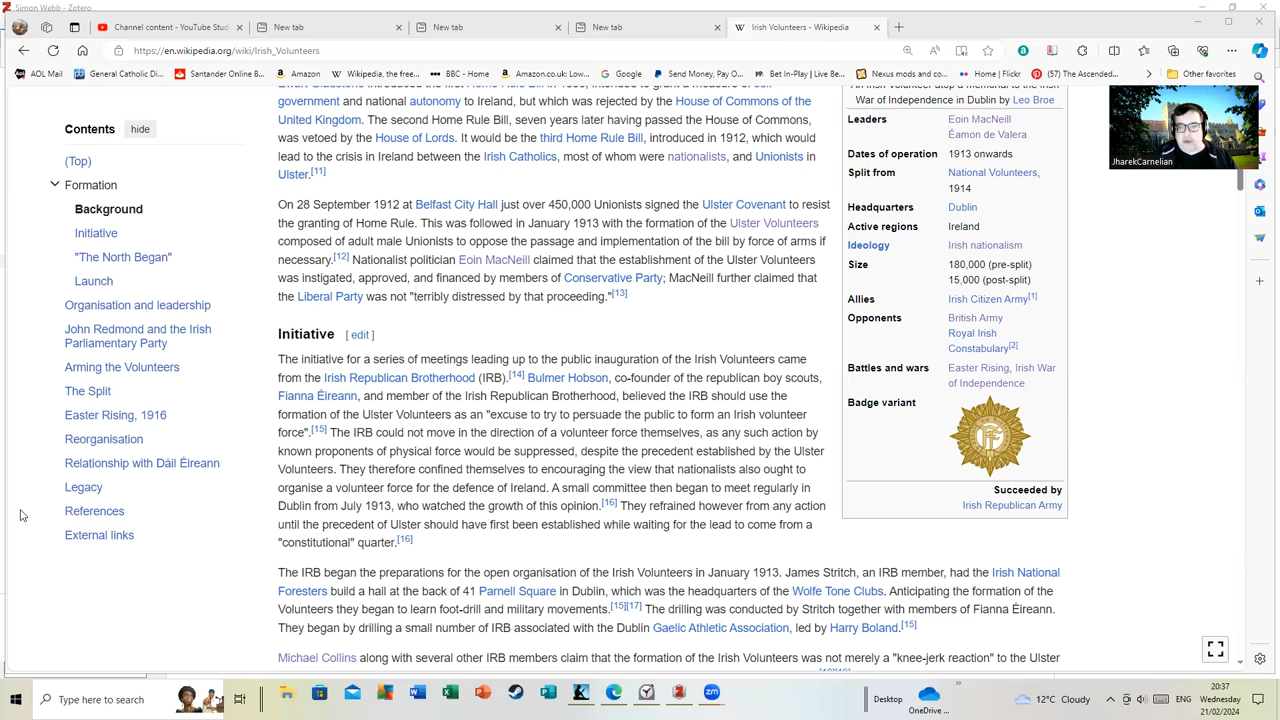 Simon Webb - Zotero
Channel content - YouTube Stud
New tab
New tab
New tab
Irish Volunteers - Wikipedia
https://en.wikipedia.org/wiki/Irish_Volunteers
AOL Mail
General Catholic Di...
Santander Online B...
Amazon
Wikipedia, the free...
BBC - Home
Amazon.co.uk: Low...
Google
Send Money, Pay O...
Bet In-Play | Live Be...
Nexus mods and co...
Home | Flickr
(57) The Ascended...
Other favorites
Contents hide
(Top)
Formation
Background
Initiative
"The North Began"
Launch
Organisation and leadership
John Redmond and the Irish
Parliamentary Party
Arming the Volunteers
The Split
Easter Rising, 1916
Reorganisation
Relationship with Dáil Éireann
Legacy
References
External links
government and national autonomy to Ireland, but which was rejected by the House of Commons of the
United Kingdom. The second Home Rule Bill, seven years later having passed the House of Commons,
was vetoed by the House of Lords. It would be the third Home Rule Bill, introduced in 1912, which would
lead to the crisis in Ireland between the Irish Catholics, most of whom were nationalists, and Unionists in
Ulster.[11]
On 28 September 1912 at Belfast City Hall just over 450,000 Unionists signed the Ulster Covenant to resist
the granting of Home Rule. This was followed in January 1913 with the formation of the Ulster Volunteers
composed of adult male Unionists to oppose the passage and implementation of the bill by force of arms if
necessary.[12] Nationalist politician Eoin MacNeill claimed that the establishment of the Ulster Volunteers
was instigated, approved, and financed by members of Conservative Party; MacNeill further claimed that
the Liberal Party was not "terribly distressed by that proceeding."[13]
Initiative [ edit ]
The initiative for a series of meetings leading up to the public inauguration of the Irish Volunteers came
from the Irish Republican Brotherhood (IRB).[14] Bulmer Hobson, co-founder of the republican boy scouts,
Fianna Éireann, and member of the Irish Republican Brotherhood, believed the IRB should use the
formation of the Ulster Volunteers as an "excuse to try to persuade the public to form an Irish volunteer
force".[15] The IRB could not move in the direction of a volunteer force themselves, as any such action by
known proponents of physical force would be suppressed, despite the precedent established by the Ulster
Volunteers. They therefore confined themselves to encouraging the view that nationalists also ought to
organise a volunteer force for the defence of Ireland. A small committee then began to meet regularly in
Dublin from July 1913, who watched the growth of this opinion.[16] They refrained however from any action
until the precedent of Ulster should have first been established while waiting for the lead to come from a
"constitutional" quarter.[16]
The IRB began the preparations for the open organisation of the Irish Volunteers in January 1913. James Stritch, an IRB member, had the Irish National
Foresters build a hall at the back of 41 Parnell Square in Dublin, which was the headquarters of the Wolfe Tone Clubs. Anticipating the formation of the
Volunteers they began to learn foot-drill and military movements.[15][17] The drilling was conducted by Stritch together with members of Fianna Éireann.
They began by drilling a small number of IRB associated with the Dublin Gaelic Athletic Association, led by Harry Boland.[15]
Michael Collins along with several other IRB members claim that the formation of the Irish Volunteers was not merely a "knee-jerk reaction" to the Ulster
War of Independence in Dublin by Leo Broe
Leaders Eoin MacNeill
Éamon de Valera
Dates of operation 1913 onwards
Split from National Volunteers,
1914
Headquarters Dublin
Active regions Ireland
Ideology Irish nationalism
Size 180,000 (pre-split)
15,000 (post-split)
Allies Irish Citizen Army[1]
Opponents British Army
Royal Irish
Constabulary[2]
Battles and wars Easter Rising, Irish War
of Independence
Badge variant
Succeeded by
Irish Republican Army
JharekCarnelian
Type here to search
Desktop
OneDrive ...
12°C Cloudy
ENG
20:37
Wednesday
21/02/2024